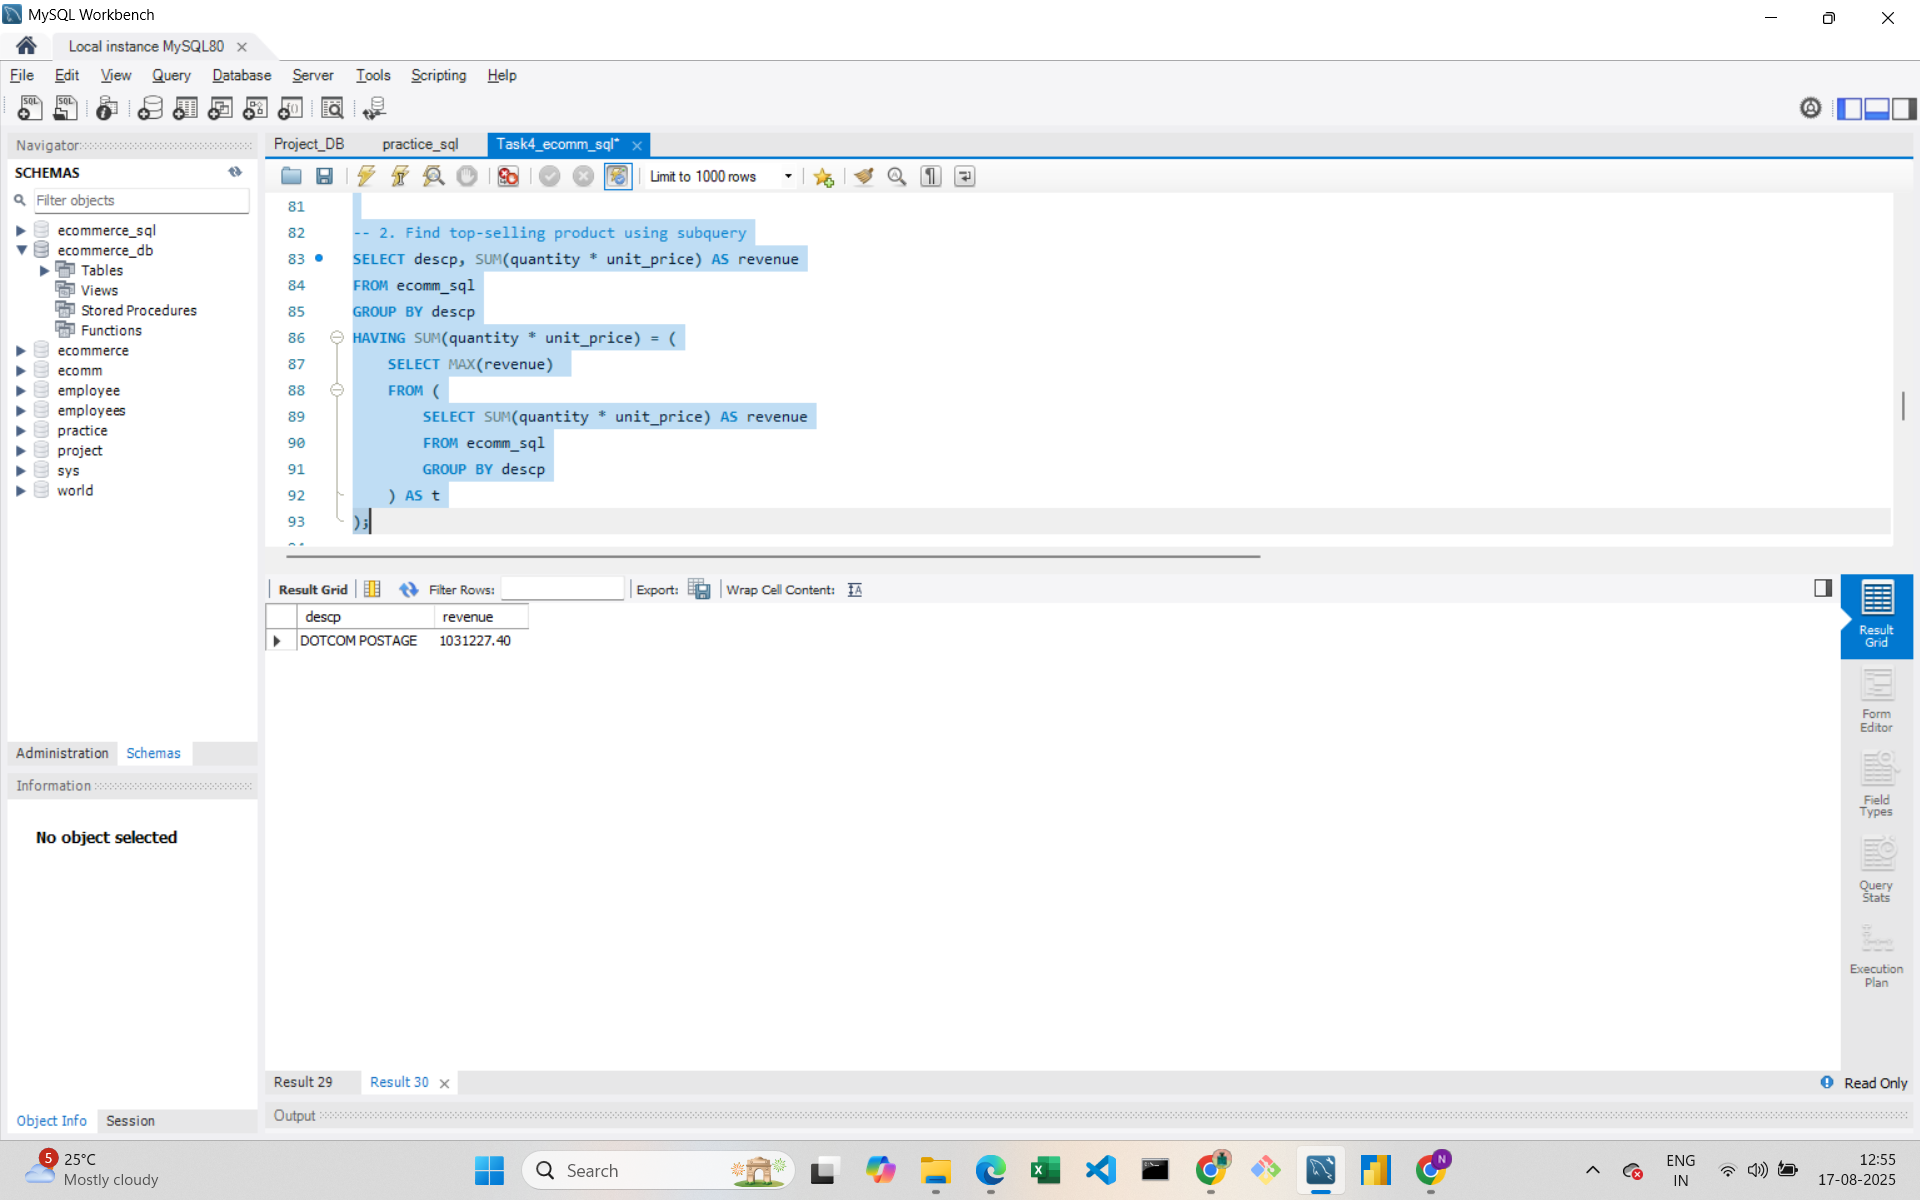 MySQL Workbench
Local instance MySQL80
File Edit View Query Database Server Tools Scripting Help
Navigator
SCHEMAS
Filter objects
ecommerce_sql
ecommerce_db
Tables
Views
Stored Procedures
Functions
ecommerce
ecomm
employee
employees
practice
project
sys
world
Administration Schemas
Information
No object selected
Object Info Session
Project_DB practice_sql Task4_ecomm_sql*
Limit to 1000 rows
81
82 -- 2. Find top-selling product using subquery
83 SELECT descp, SUM(quantity * unit_price) AS revenue
84 FROM ecomm_sql
85 GROUP BY descp
86 HAVING SUM(quantity * unit_price) = (
87 SELECT MAX(revenue)
88 FROM (
89 SELECT SUM(quantity * unit_price) AS revenue
90 FROM ecomm_sql
91 GROUP BY descp
92 ) AS t
93 );
Result Grid Filter Rows: Export: Wrap Cell Content:
descp revenue
DOTCOM POSTAGE 1031227.40
Result Grid
Form Editor
Field Types
Query Stats
Execution Plan
Result 29 Result 30
Read Only
Output
5
25°C
Mostly cloudy
Search
N
ENG
IN
12:55
17-08-2025